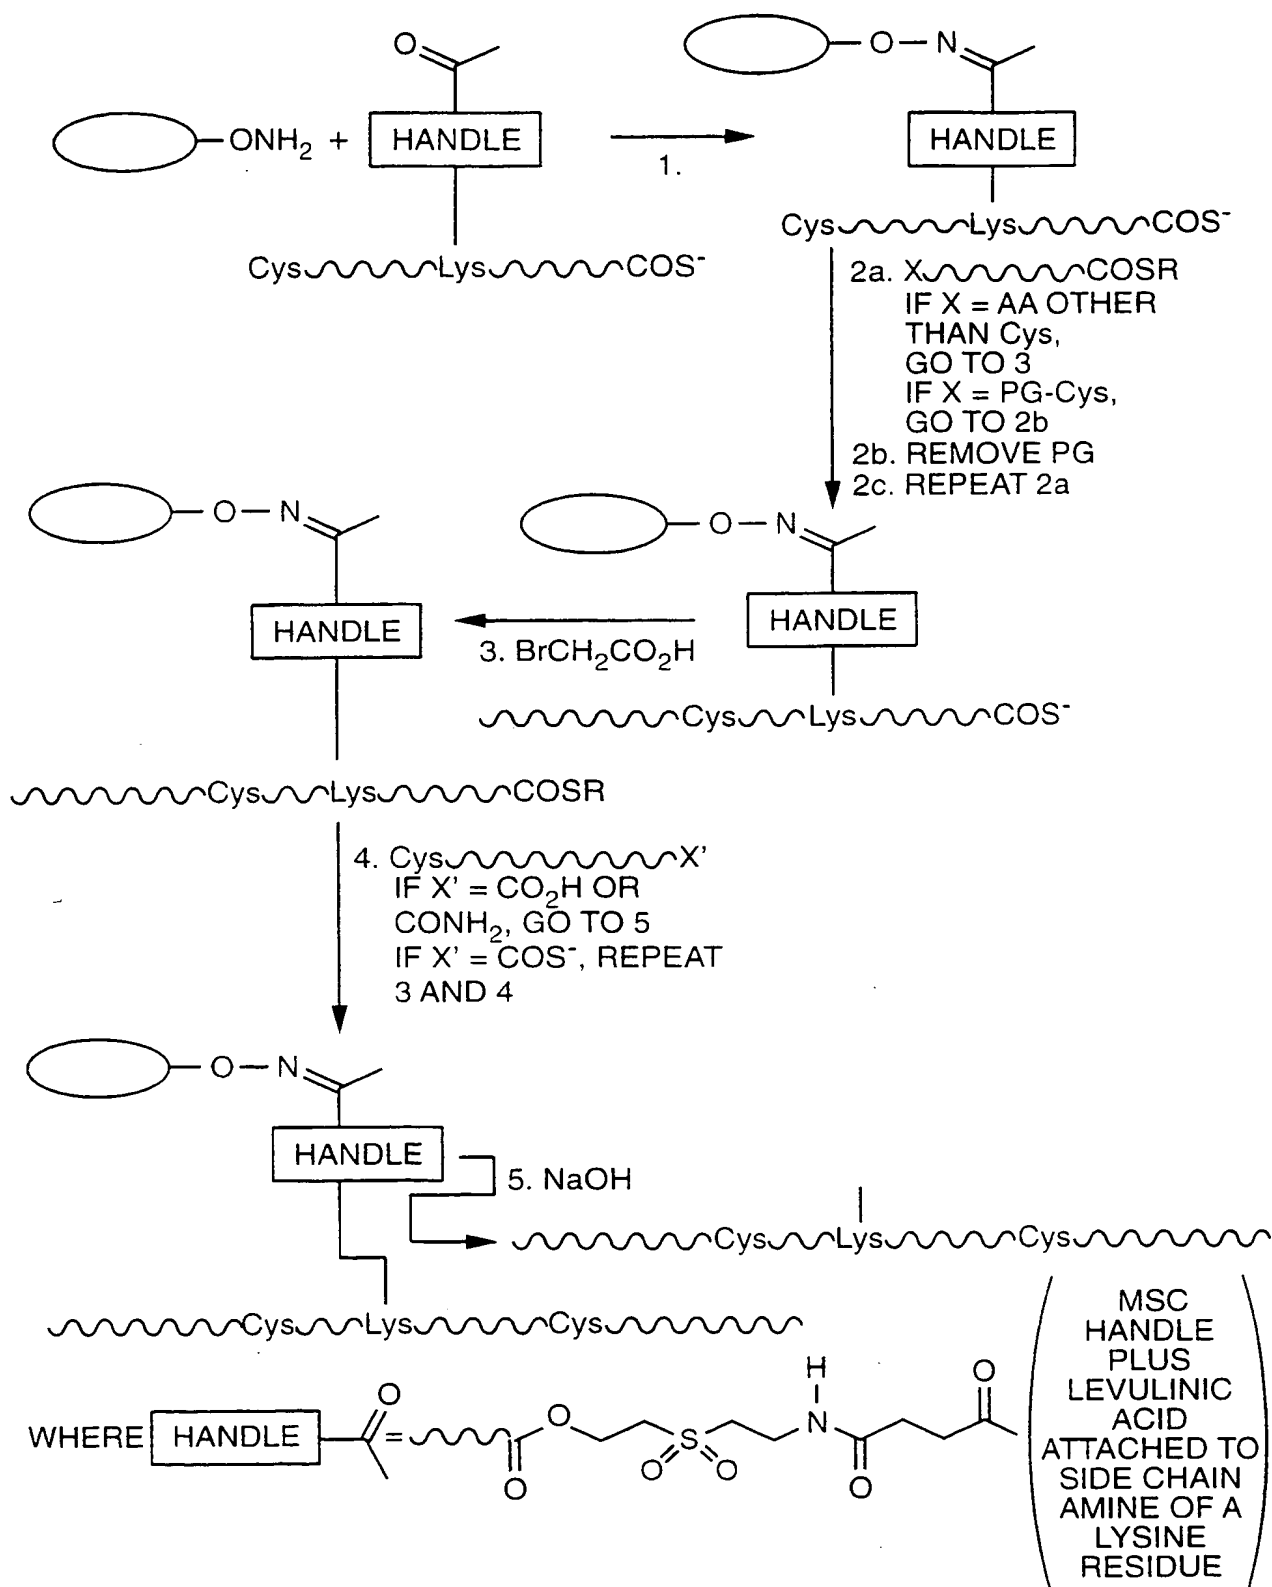 O
ONH2 + HANDLE
1.
Cys Lys COS-
O N
HANDLE
Cys Lys COS-
2a. X COSR
IF X = AA OTHER
THAN Cys,
GO TO 3
IF X = PG-Cys,
GO TO 2b
2b. REMOVE PG
2c. REPEAT 2a
O N
HANDLE
Cys Lys COS-
3. BrCH2CO2H
O N
HANDLE
Cys Lys COSR
4. Cys X'
IF X' = CO2H OR
CONH2, GO TO 5
IF X' = COS-, REPEAT
3 AND 4
O N
HANDLE
5. NaOH
Cys Lys Cys
Cys Lys Cys
WHERE HANDLE O = O O S O O H N O O
MSC
HANDLE
PLUS
LEVULINIC
ACID
ATTACHED TO
SIDE CHAIN
AMINE OF A
LYSINE
RESIDUE